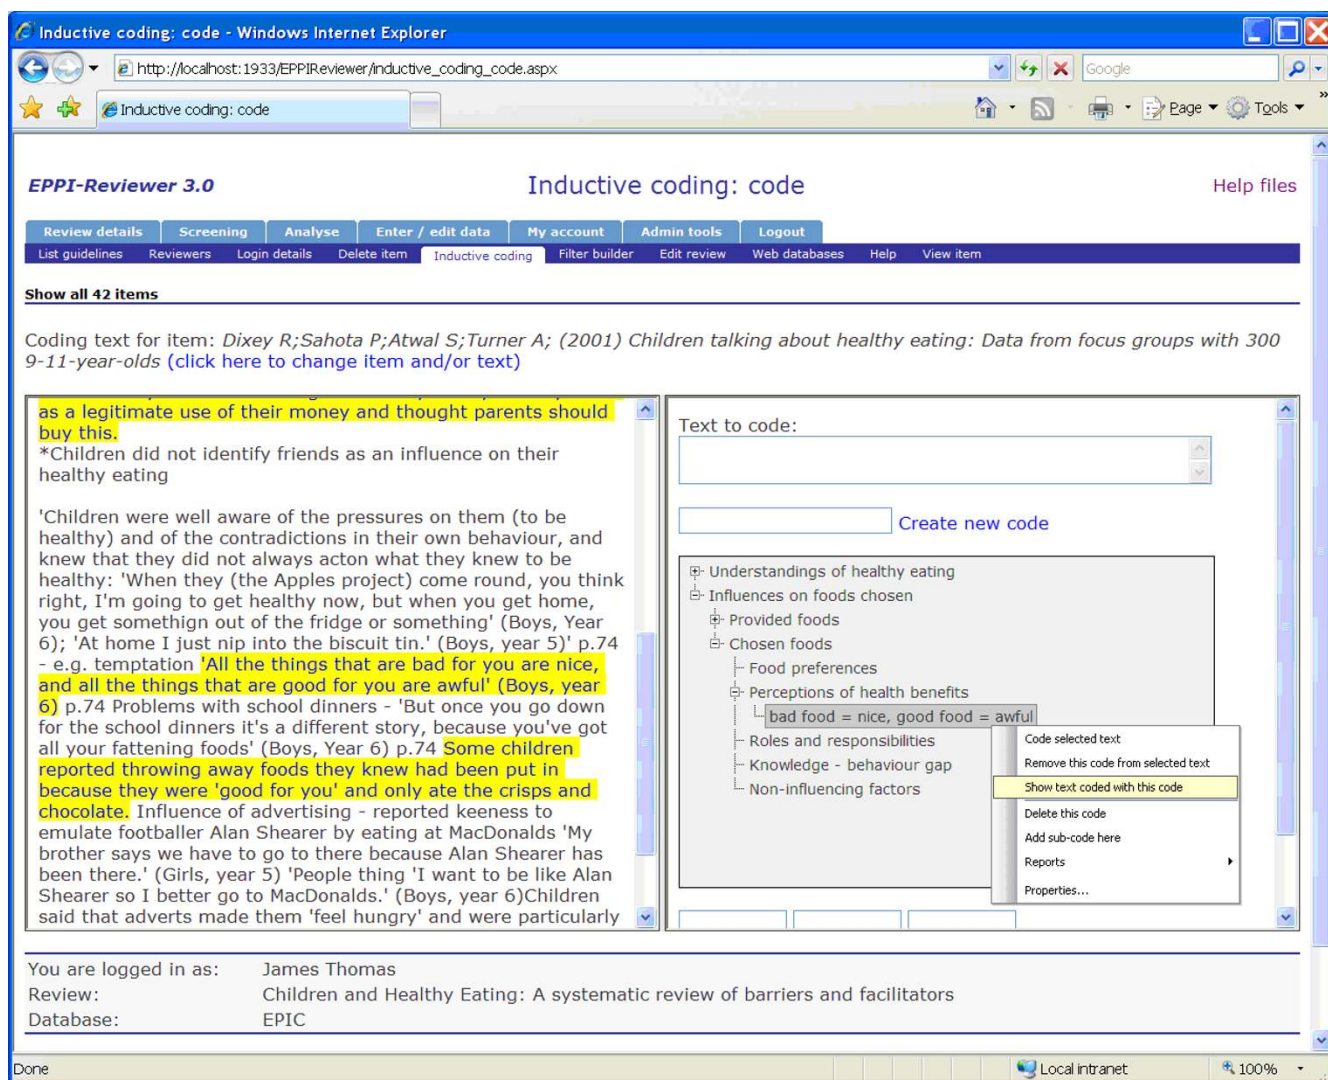 Inductive coding: code - Windows Internet Explorer
http://localhost:1933/EPPIReviewer/inductive_coding_code.aspx
Google
Inductive coding: code
Page
Tools
»
EPPI-Reviewer 3.0
Inductive coding: code
Help files
Review details Screening Analyse Enter / edit data My account Admin tools Logout
List guidelines Reviewers Login details Delete item Inductive coding Filter builder Edit review Web databases Help View item
Show all 42 items
Coding text for item: Dixey R;Sahota P;Atwal S;Turner A; (2001) Children talking about healthy eating: Data from focus groups with 300
9-11-year-olds (click here to change item and/or text)
as a legitimate use of their money and thought parents should
buy this.
*Children did not identify friends as an influence on their
healthy eating
'Children were well aware of the pressures on them (to be
healthy) and of the contradictions in their own behaviour, and
knew that they did not always acton what they knew to be
healthy: 'When they (the Apples project) come round, you think
right, I'm going to get healthy now, but when you get home,
you get somethign out of the fridge or something' (Boys, Year
6); 'At home I just nip into the biscuit tin.' (Boys, year 5)' p.74
- e.g. temptation 'All the things that are bad for you are nice,
and all the things that are good for you are awful' (Boys, year
6) p.74 Problems with school dinners - 'But once you go down
for the school dinners it's a different story, because you've got
all your fattening foods' (Boys, Year 6) p.74 Some children
reported throwing away foods they knew had been put in
because they were 'good for you' and only ate the crisps and
chocolate. Influence of advertising - reported keeness to
emulate footballer Alan Shearer by eating at MacDonalds 'My
brother says we have to go to there because Alan Shearer has
been there.' (Girls, year 5) 'People thing 'I want to be like Alan
Shearer so I better go to MacDonalds.' (Boys, year 6)Children
said that adverts made them 'feel hungry' and were particularly
Text to code:
Create new code
Understandings of healthy eating
Influences on foods chosen
Provided foods
Chosen foods
Food preferences
Perceptions of health benefits
bad food = nice, good food = awful
Roles and responsibilities
Knowledge - behaviour gap
Non-influencing factors
Code selected text
Remove this code from selected text
Show text coded with this code
Delete this code
Add sub-code here
Reports
Properties...
You are logged in as: James Thomas
Review: Children and Healthy Eating: A systematic review of barriers and facilitators
Database: EPIC
Done
Local intranet
100%